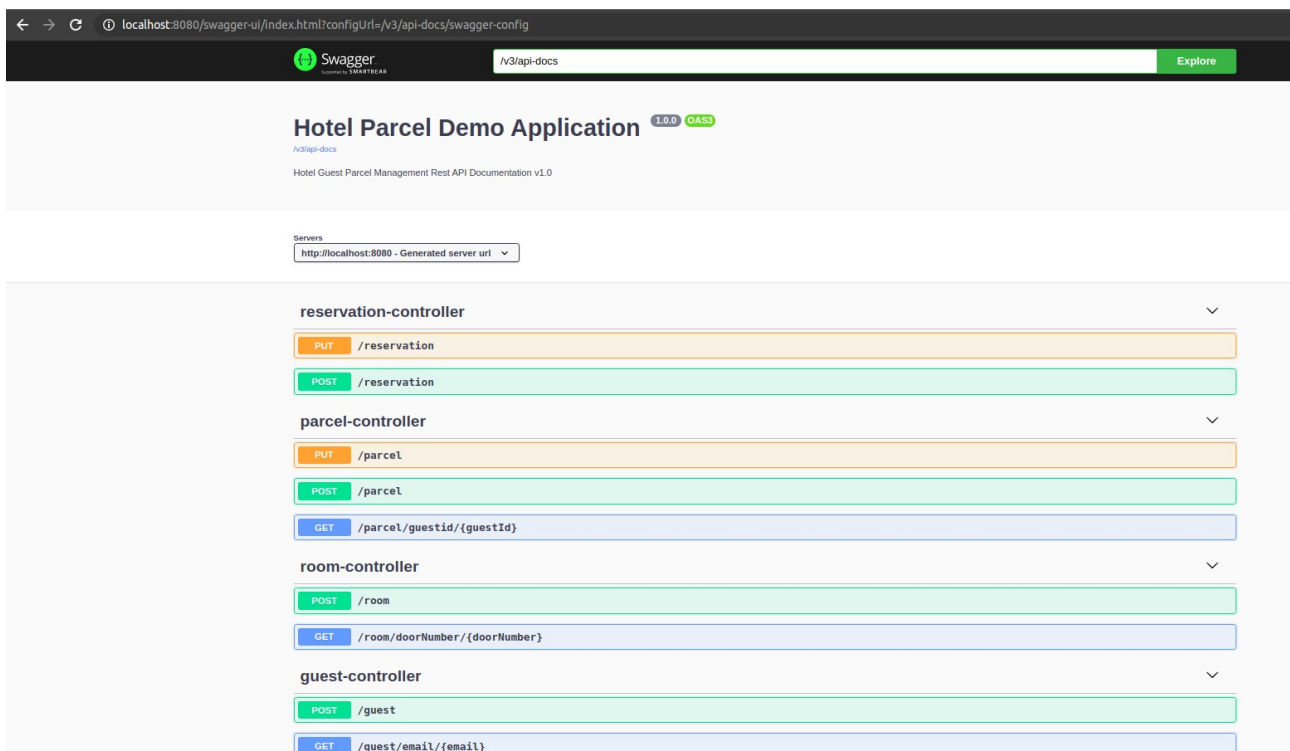 localhost:8080/swagger-ui/index.html?configUrl=/v3/api-docs/swagger-config
Swagger.
Supported by SMARTBEAR
/v3/api-docs
Explore
Hotel Parcel Demo Application 1.0.0 OAS3
/v3/api-docs
Hotel Guest Parcel Management Rest API Documentation v1.0
Servers
http://localhost:8080 - Generated server url
reservation-controller
PUT /reservation
POST /reservation
parcel-controller
PUT /parcel
POST /parcel
GET /parcel/guestid/{guestId}
room-controller
POST /room
GET /room/doorNumber/{doorNumber}
guest-controller
POST /guest
GET /guest/email/{email}